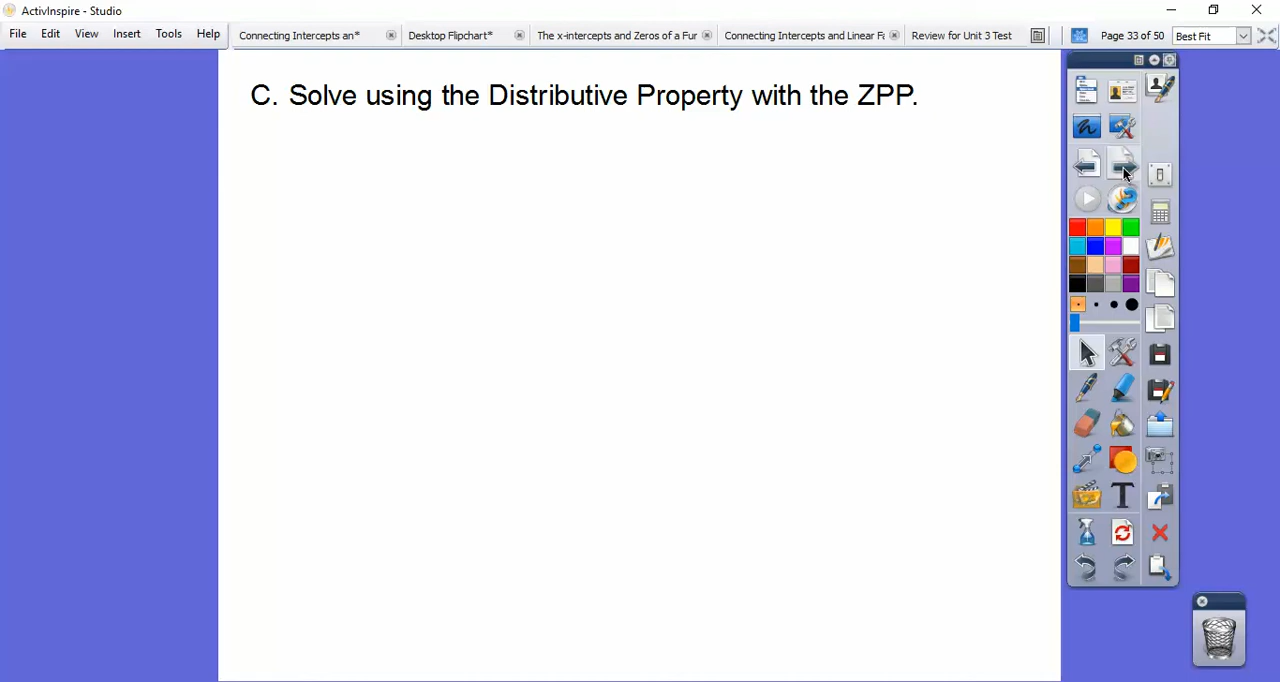 ActivInspire - Studio
File Edit View Insert Tools Help
Connecting Intercepts an* Desktop Flipchart* The x-intercepts and Zeros of a Fur Connecting Intercepts and Linear Fa Review for Unit 3 Test
Page 33 of 50 Best Fit
C. Solve using the Distributive Property with the ZPP.
T